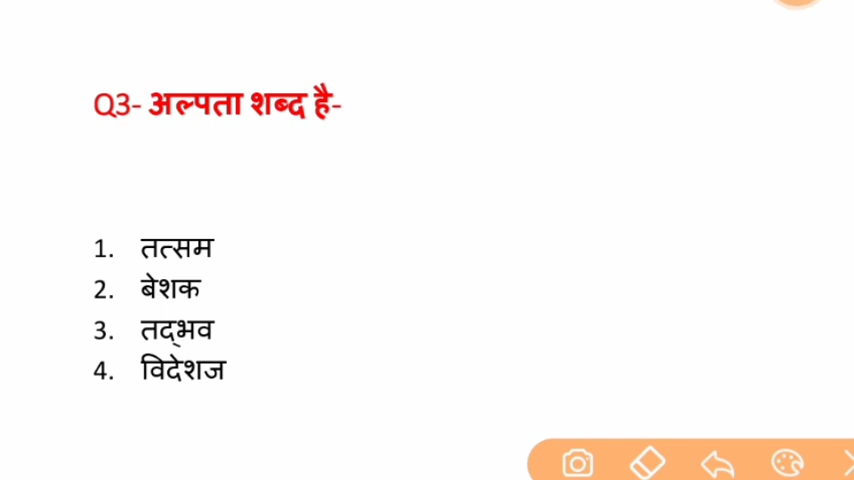 Q3- अल्पता शब्द है-
1. तत्सम
2. बेशक
3. तद्भव
4. विदेशज